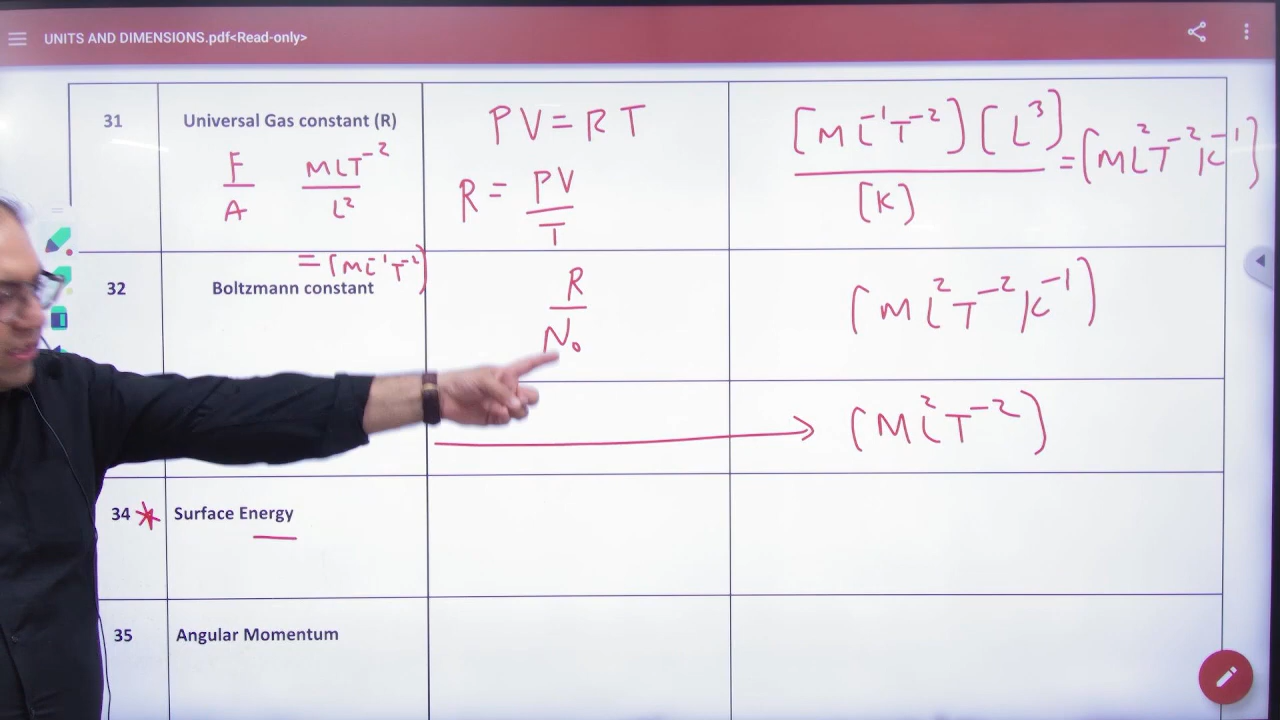 UNITS AND DIMENSIONS.pdf<Read-only>
31
Universal Gas constant (R)
F/A
MLT⁻²/L²
= [ML⁻¹T⁻²]
PV = RT
R = PV/T
[ML⁻¹T⁻²][L³]/[K] = [ML²T⁻²K⁻¹]
32
Boltzmann constant
R/N₀
[ML²T⁻²K⁻¹]
[ML²T⁻²]
34
Surface Energy
35
Angular Momentum